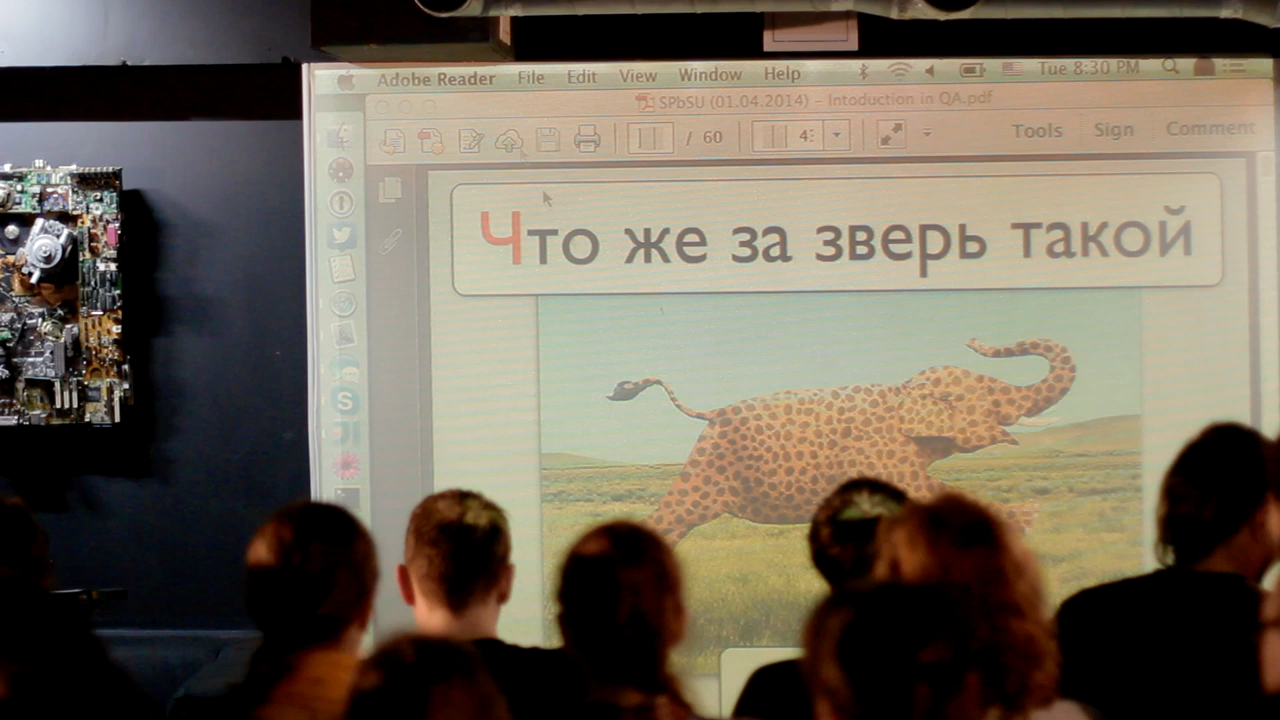 Adobe Reader File Edit View Window Help Tue 8:30 PM
SPbSU (01.04.2014) – Intoduction in QA.pdf
/ 60 Tools Sign Comment
Что же за зверь такой
S